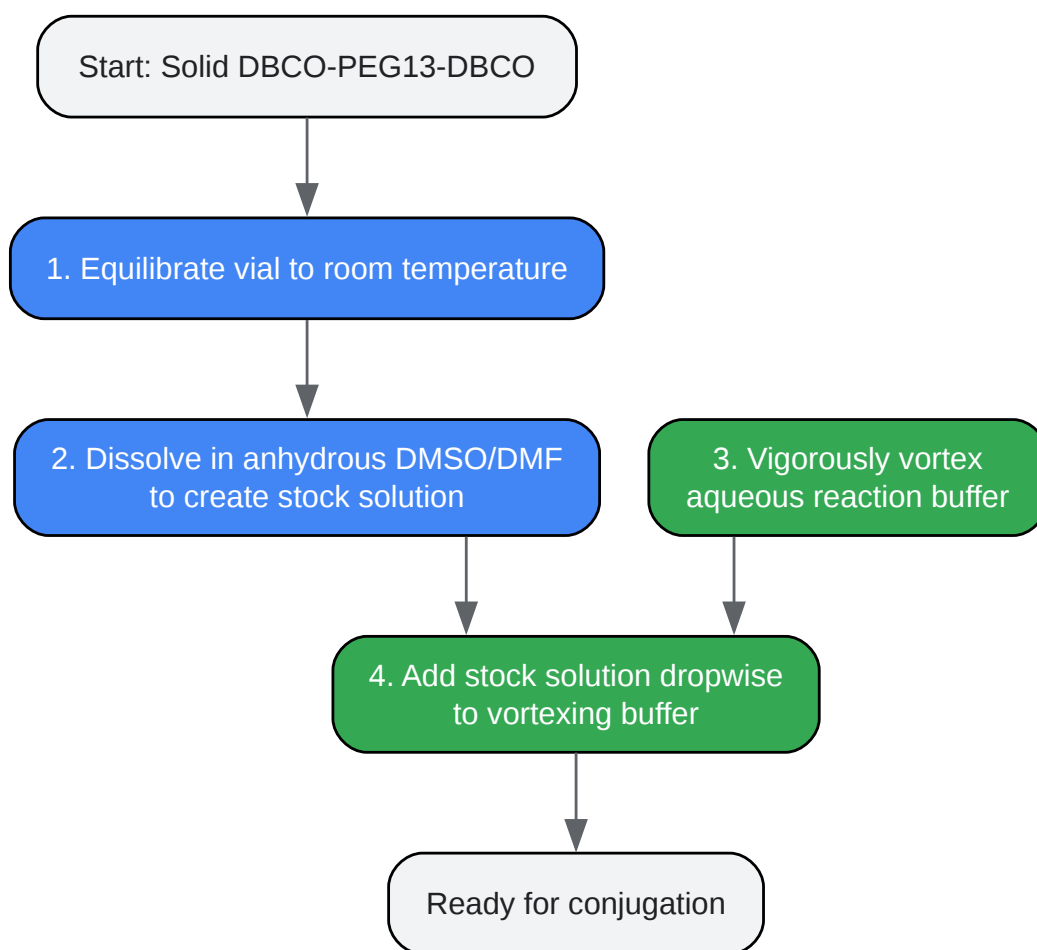 Start: Solid DBCO-PEG13-DBCO
1. Equilibrate vial to room temperature
2. Dissolve in anhydrous DMSO/DMF
to create stock solution
3. Vigorously vortex
aqueous reaction buffer
4. Add stock solution dropwise
to vortexing buffer
Ready for conjugation